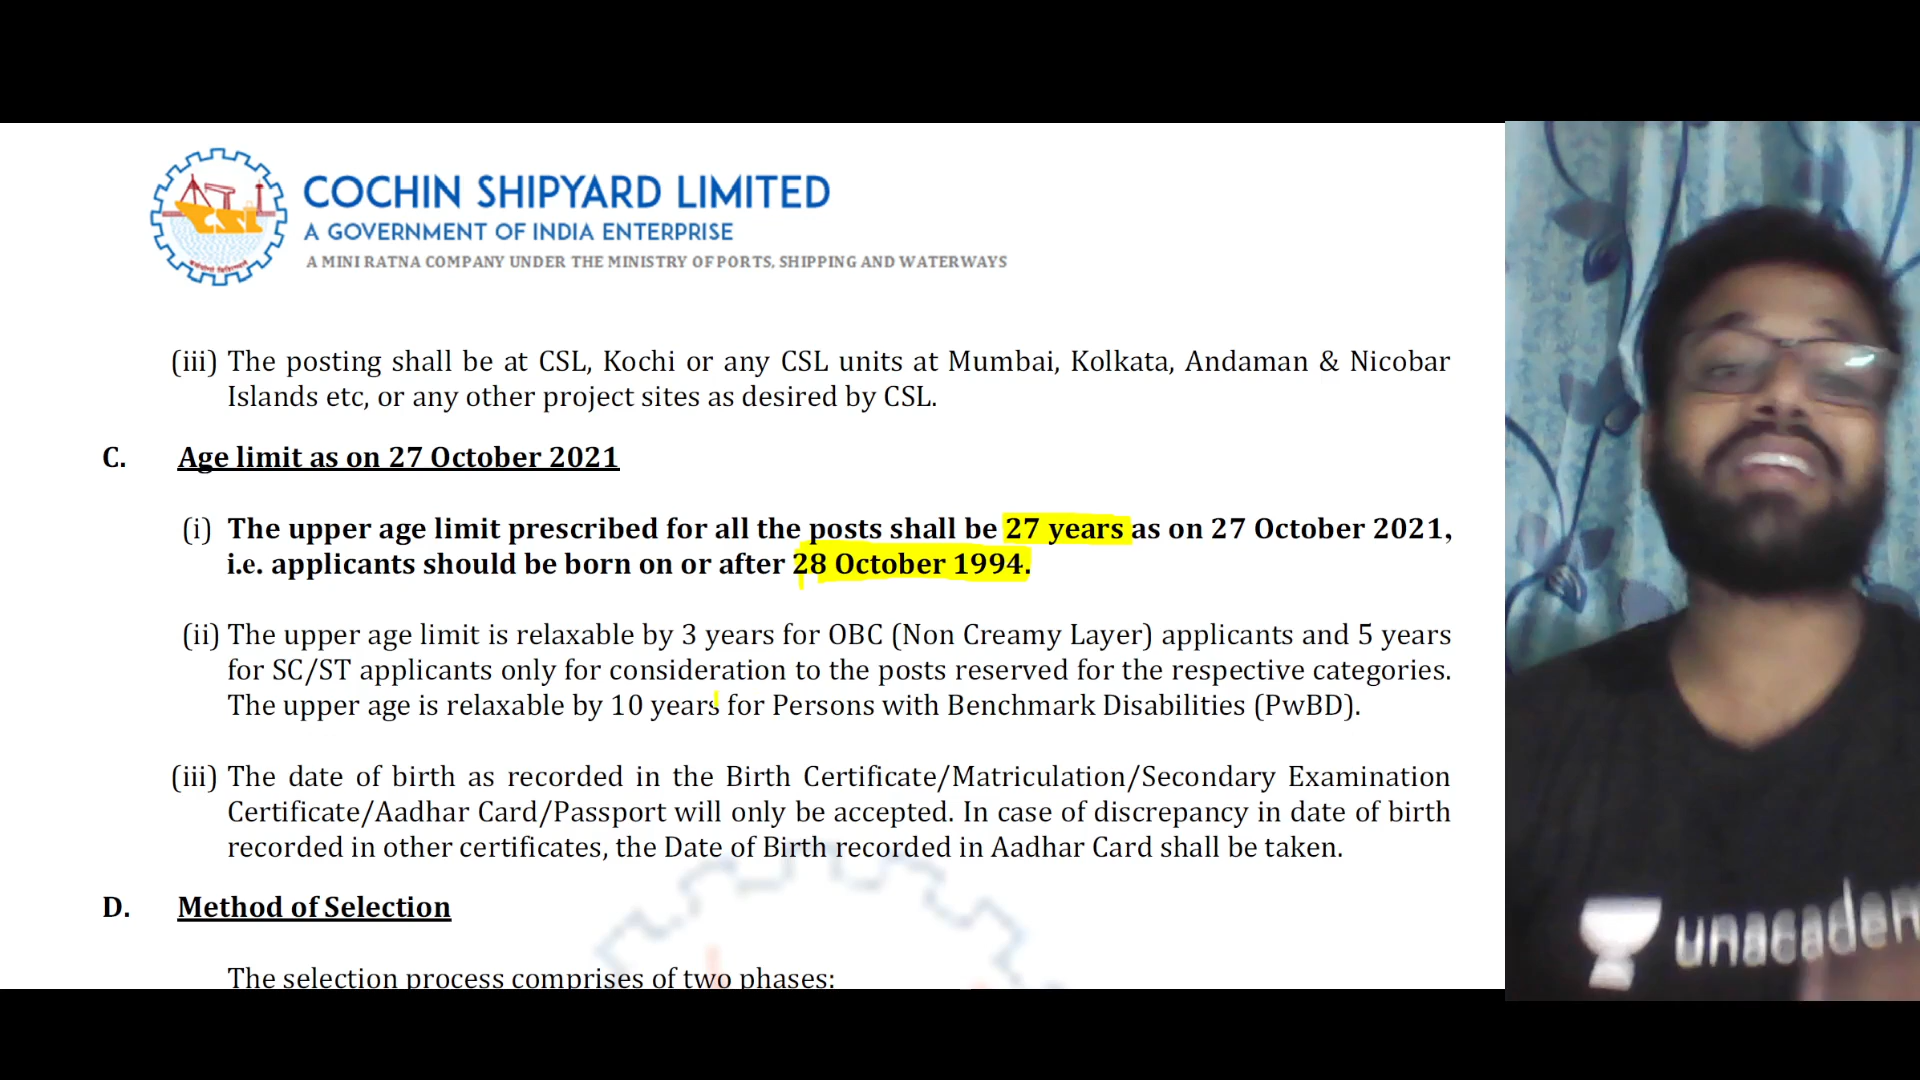 COCHIN SHIPYARD LIMITED
A GOVERNMENT OF INDIA ENTERPRISE
A MINI RATNA COMPANY UNDER THE MINISTRY OF PORTS, SHIPPING AND WATERWAYS
(iii) The posting shall be at CSL, Kochi or any CSL units at Mumbai, Kolkata, Andaman & Nicobar
Islands etc, or any other project sites as desired by CSL.
C. Age limit as on 27 October 2021
(i) The upper age limit prescribed for all the posts shall be 27 years as on 27 October 2021,
i.e. applicants should be born on or after 28 October 1994.
(ii) The upper age limit is relaxable by 3 years for OBC (Non Creamy Layer) applicants and 5 years
for SC/ST applicants only for consideration to the posts reserved for the respective categories.
The upper age is relaxable by 10 years for Persons with Benchmark Disabilities (PwBD).
(iii) The date of birth as recorded in the Birth Certificate/Matriculation/Secondary Examination
Certificate/Aadhar Card/Passport will only be accepted. In case of discrepancy in date of birth
recorded in other certificates, the Date of Birth recorded in Aadhar Card shall be taken.
D. Method of Selection
The selection process comprises of two phases:
unacadem